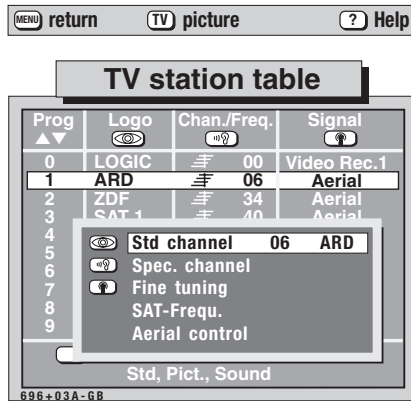 MENU return TV picture ? Help
TV station table
Prog Logo Chan./Freq. Signal
0 LOGIC 00 Video Rec.1
1 ARD 06 Aerial
2 ZDF 34 Aerial
3 SAT 1 40 Aerial
4
5
6
7
8
9
Std channel 06 ARD
Spec. channel
Fine tuning
SAT-Frequ.
Aerial control
Std, Pict., Sound
696+03A-GB